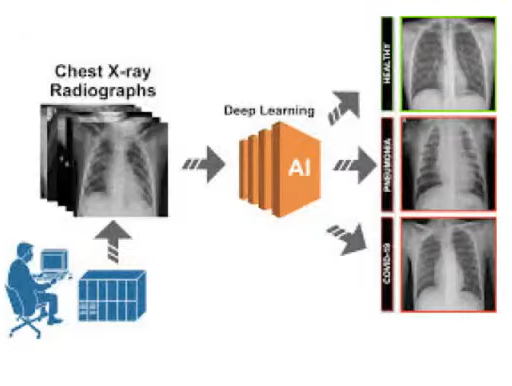 Chest X-ray
Radiographs
Deep Learning
AI
HEALTHY
PNEUMONIA
COVID-19